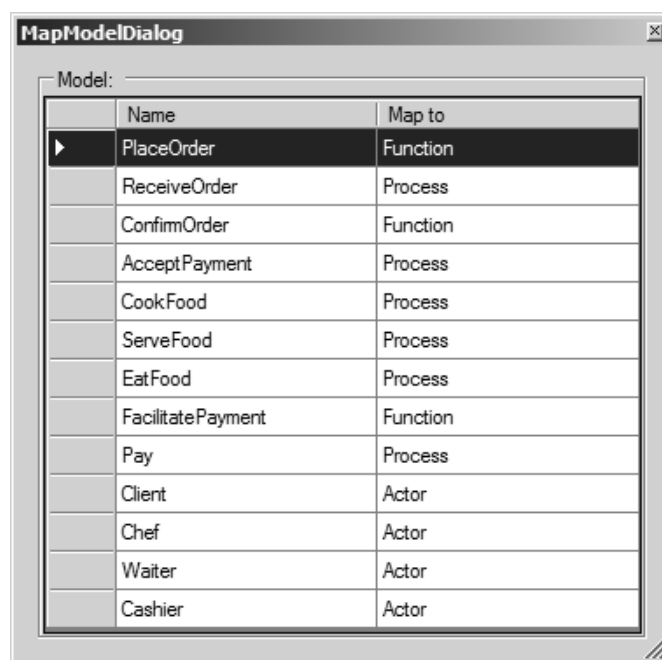 MapModelDialog
Model:
Name Map to
PlaceOrder Function
ReceiveOrder Process
ConfirmOrder Function
AcceptPayment Process
CookFood Process
ServeFood Process
EatFood Process
FacilitatePayment Function
Pay Process
Client Actor
Chef Actor
Waiter Actor
Cashier Actor